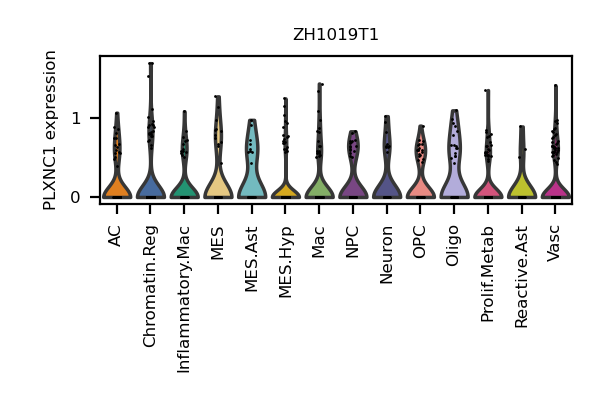 ZH1019T1
PLXNC1 expression
1
0
AC
Chromatin.Reg
Inflammatory.Mac
MES
MES.Ast
MES.Hyp
Mac
NPC
Neuron
OPC
Oligo
Prolif.Metab
Reactive.Ast
Vasc